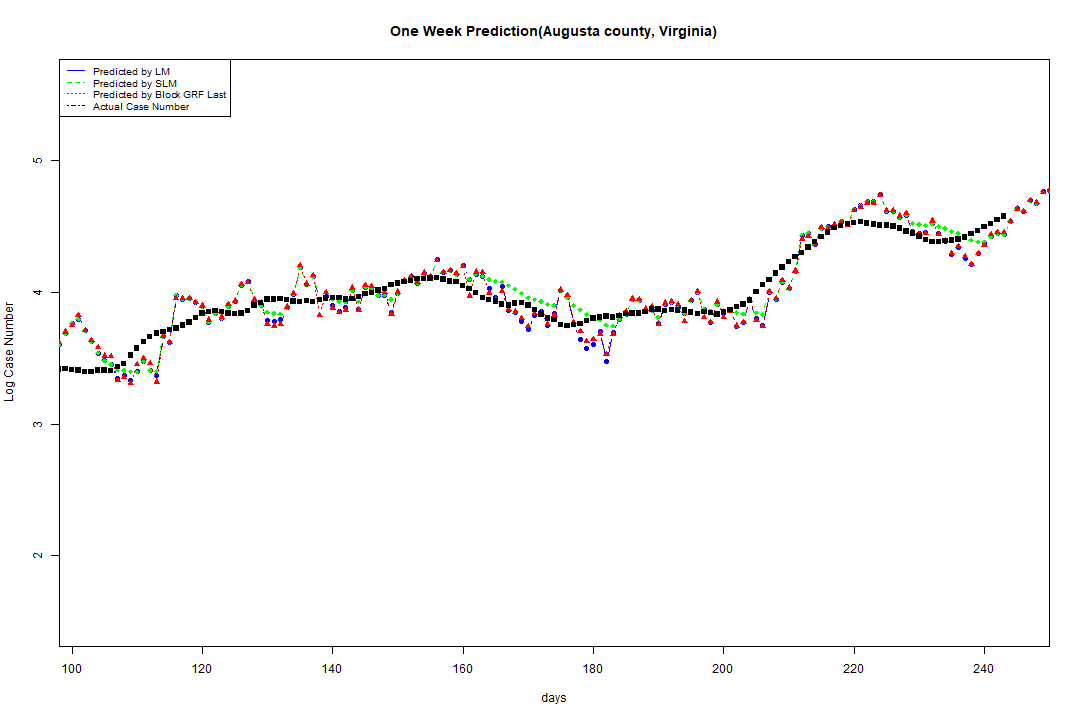 One Week Prediction(Augusta county, Virginia)
Predicted by LM
Predicted by SLM
Predicted by Block GRF Last
Actual Case Number
5
4
3
2
Log Case Number
100 120 140 160 180 200 220 240
days